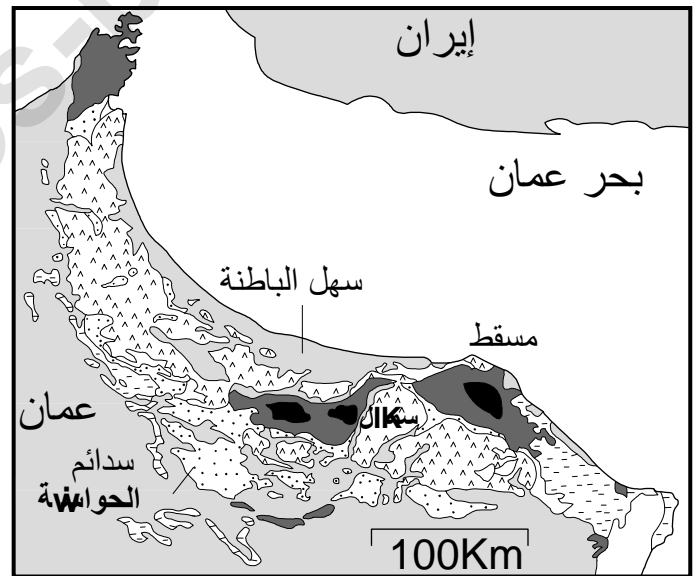 إيران
بحر عمان
سهل الباطنة
مسقط
عمان
سدائم
100Km